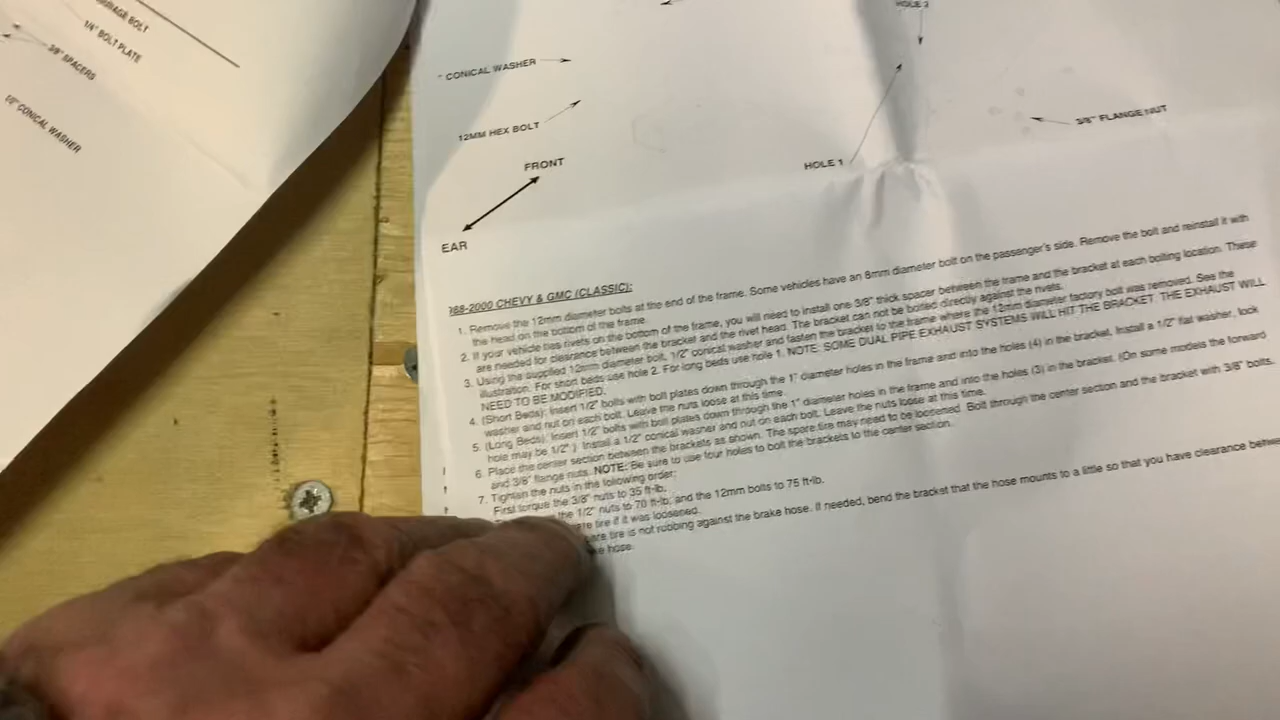 BOLT
1/4" BOLT PLATE
3/8" SPACERS
1/2" CONICAL WASHER
HOLE 2
" CONICAL WASHER
12MM HEX BOLT
3/8" FLANGE NUT
HOLE 1
FRONT
EAR
988-2000 CHEVY & GMC (CLASSIC):
1. Remove the 12mm diameter bolts at the end of the frame. Some vehicles have an 8mm diameter bolt on the passenger's side. Remove the bolt and reinstall it with
the head on the bottom of the frame.
2. If your vehicle has rivets on the bottom of the frame, you will need to install one 3/8" thick spacer between the frame and the bracket at each bolting location. These
are needed for clearance between the bracket and the rivet head. The bracket can not be bolted directly against the rivets.
3. Using the supplied 12mm diameter bolt, 1/2" conical washer and fasten the bracket to the frame where the 12mm diameter factory bolt was removed. See the
illustration. For short beds use hole 2. For long beds use hole 1. NOTE: SOME DUAL PIPE EXHAUST SYSTEMS WILL HIT THE BRACKET. THE EXHAUST WILL
NEED TO BE MODIFIED.
4. (Short Beds): Insert 1/2" bolts with bolt plates down through the 1" diameter holes in the frame and into the holes (4) in the bracket. Install a 1/2" flat washer, lock
washer and nut on each bolt. Leave the nuts loose at this time.
5. (Long Beds): Insert 1/2" bolts with bolt plates down through the 1" diameter holes in the frame and into the holes (3) in the bracket. (On some models the forward
hole may be 1/2" ). Install a 1/2" conical washer and nut on each bolt. Leave the nuts loose at this time.
6. Place the center section between the brackets as shown. The spare tire may need to be loosened. Bolt through the center section and the bracket with 3/8" bolts.
and 3/8" flange nuts. NOTE: Be sure to use four holes to bolt the brackets to the center section.
7. Tighten the nuts in the following order:
First torque the 3/8" nuts to 35 ft-lb.
the 1/2" nuts to 70 ft-lb. and the 12mm bolts to 75 ft-lb.
tire if it was loosened.
tire is not rubbing against the brake hose. If needed, bend the bracket that the hose mounts to a little so that you have clearance
hose.